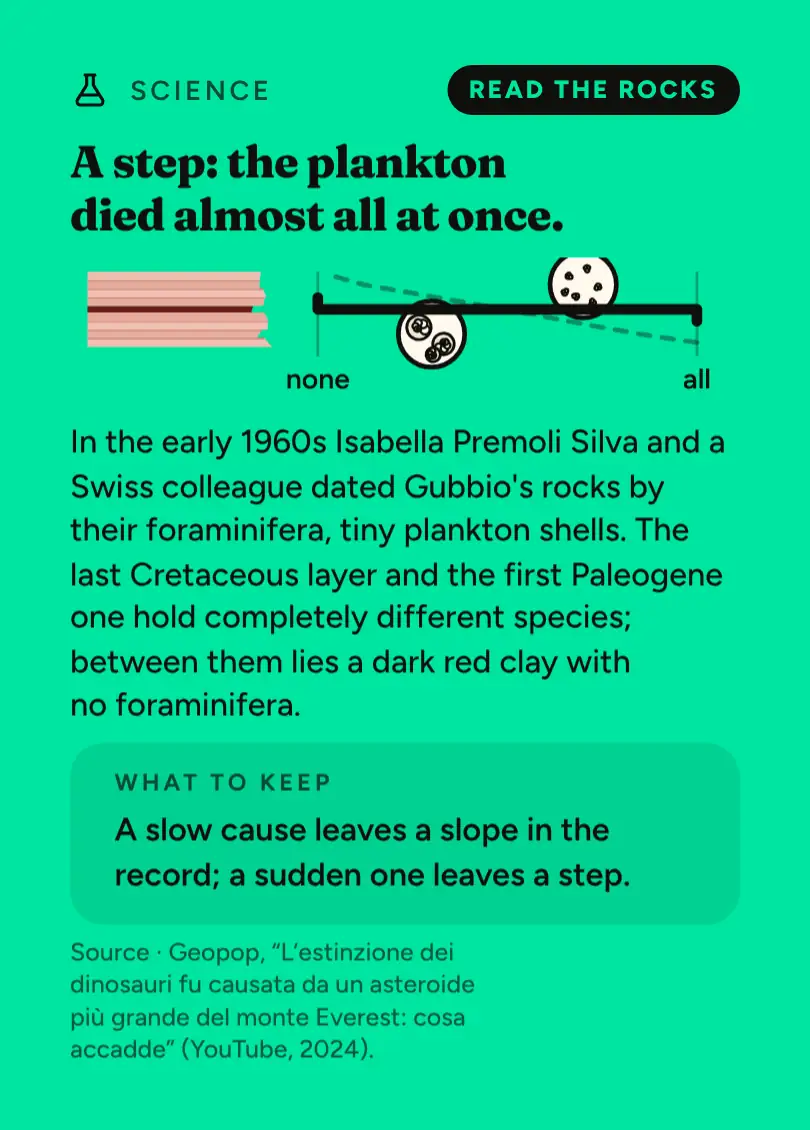 SCIENCE
READ THE ROCKS
A step: the plankton
died almost all at once.
none
all
In the early 1960s Isabella Premoli Silva and a
Swiss colleague dated Gubbio's rocks by
their foraminifera, tiny plankton shells. The
last Cretaceous layer and the first Paleogene
one hold completely different species;
between them lies a dark red clay with
no foraminifera.
WHAT TO KEEP
A slow cause leaves a slope in the
record; a sudden one leaves a step.
Source · Geopop, “L’estinzione dei
dinosauri fu causata da un asteroide
più grande del monte Everest: cosa
accadde” (YouTube, 2024).